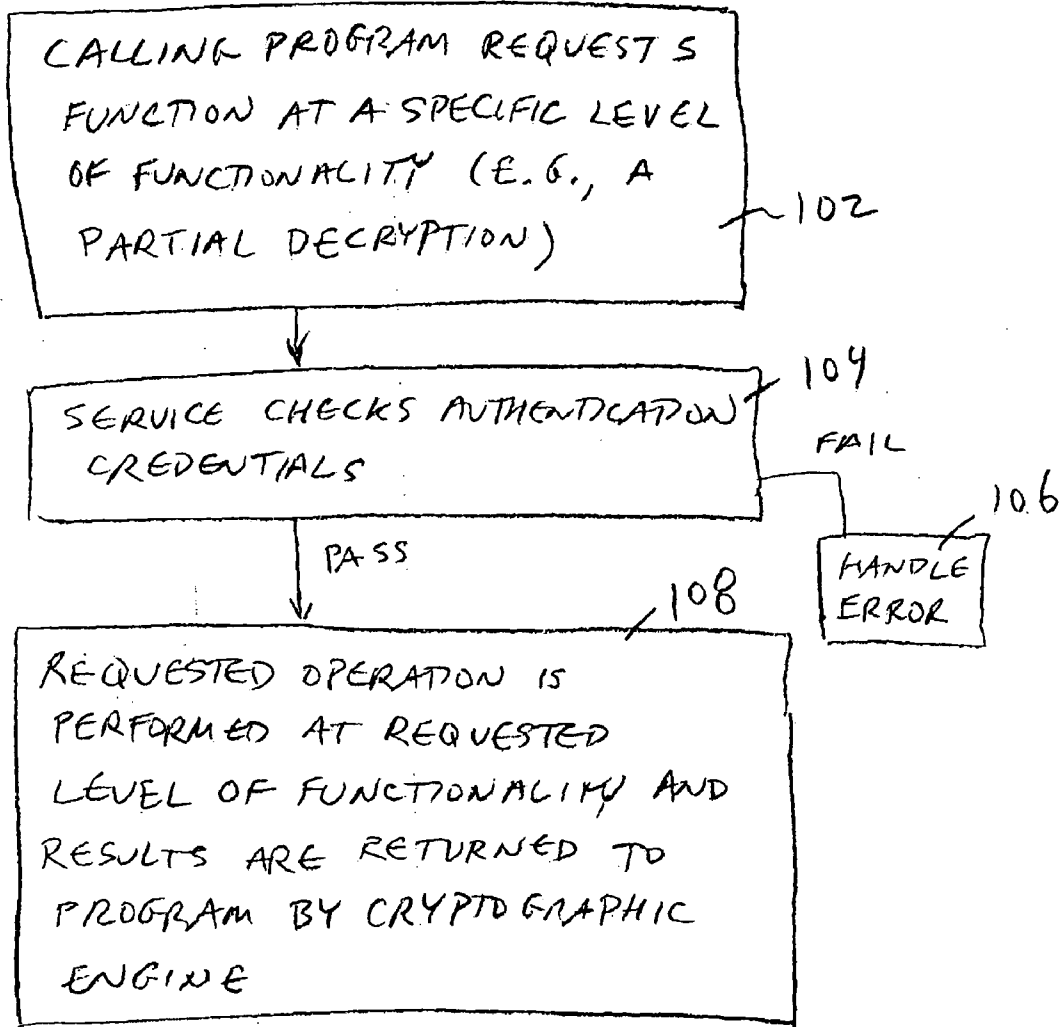 CALLING PROGRAM REQUESTS
FUNCTION AT A SPECIFIC LEVEL
OF FUNCTIONALITY (E.G., A
PARTIAL DECRYPTION)
102
SERVICE CHECKS AUTHENTICATION
CREDENTIALS
104
FAIL
106
HANDLE
ERROR
PASS
108
REQUESTED OPERATION IS
PERFORMED AT REQUESTED
LEVEL OF FUNCTIONALITY AND
RESULTS ARE RETURNED TO
PROGRAM BY CRYPTOGRAPHIC
ENGINE